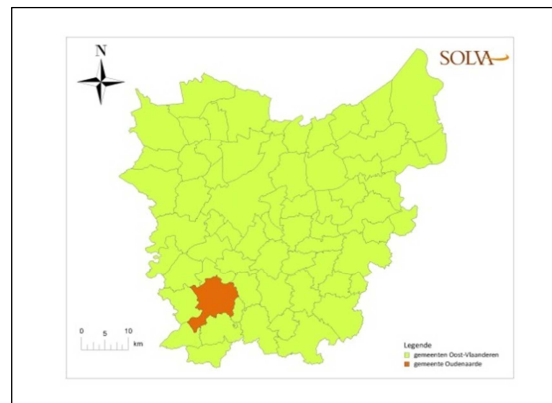 N
SOLVA
0 5 10
km
Legende
gemeenten Oost-Vlaanderen
gemeente Oudenaarde